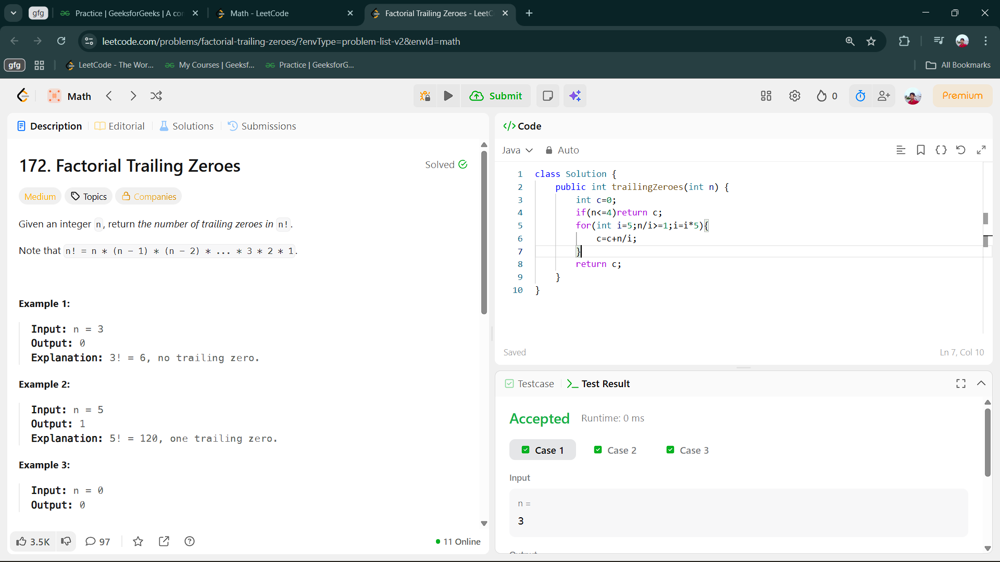 gfg
Practice | GeeksforGeeks | A cor
Math - LeetCode
Factorial Trailing Zeroes - LeetC
leetcode.com/problems/factorial-trailing-zeroes/?envType=problem-list-v2&envId=math
gfg
LeetCode - The Wor...
My Courses | Geeksf...
Practice | GeeksforG...
All Bookmarks
Math
Submit
0
Premium
Description
Editorial
Solutions
Submissions
172. Factorial Trailing Zeroes
Solved
Medium
Topics
Companies
Given an integer n, return the number of trailing zeroes in n!.
Note that n! = n * (n - 1) * (n - 2) * ... * 3 * 2 * 1.
Example 1:
Input: n = 3
Output: 0
Explanation: 3! = 6, no trailing zero.
Example 2:
Input: n = 5
Output: 1
Explanation: 5! = 120, one trailing zero.
Example 3:
Input: n = 0
Output: 0
3.5K
97
11 Online
</> Code
Java
Auto
1 class Solution {
2 public int trailingZeroes(int n) {
3 int c=0;
4 if(n<=4)return c;
5 for(int i=5;n/i>=1;i=i*5){
6 c=c+n/i;
7 }
8 return c;
9 }
10 }
Saved
Ln 7, Col 10
Testcase
Test Result
Accepted
Runtime: 0 ms
Case 1
Case 2
Case 3
Input
n =
3